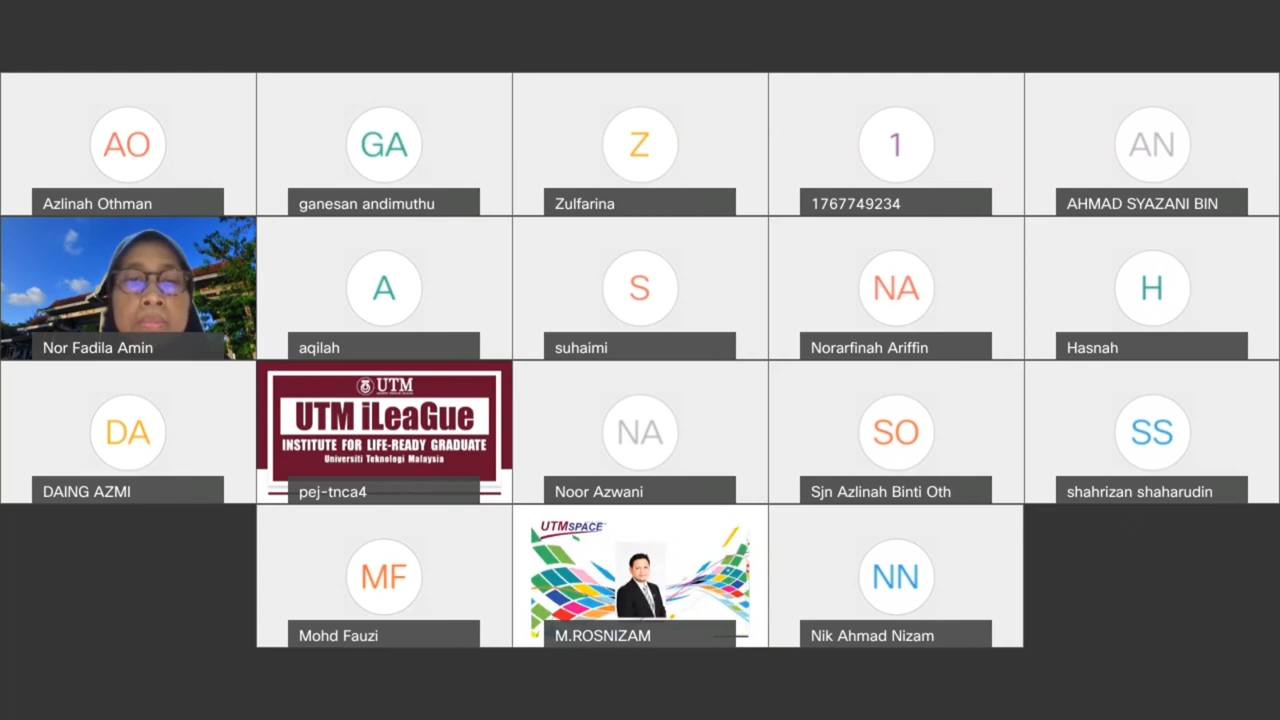 AO
GA
Z
1
AN
Azlinah Othman
ganesan andimuthu
Zulfarina
1767749234
AHMAD SYAZANI BIN
A
S
NA
H
Nor Fadila Amin
aqilah
suhaimi
Norarfinah Ariffin
Hasnah
DA
UTM
UTM iLeaGue
INSTITUTE FOR LIFE-READY GRADUATE
Universiti Teknologi Malaysia
NA
SO
SS
DAING AZMI
pej-tnca4
Noor Azwani
Sjn Azlinah Binti Oth
shahrizan shaharudin
MF
UTMSPACE
NN
Mohd Fauzi
M.ROSNIZAM
Nik Ahmad Nizam